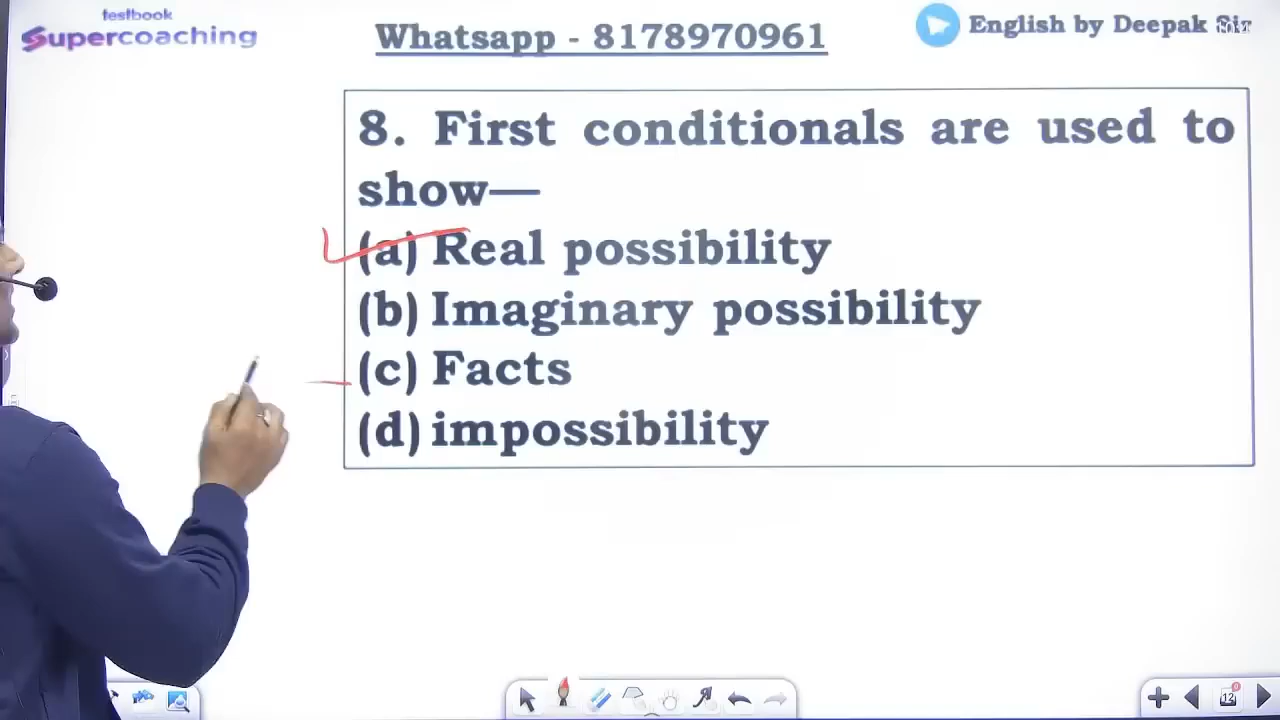 testbook
Supercoaching
Whatsapp - 8178970961
English by Deepak Sir
8. First conditionals are used to
show—
(a) Real possibility
(b) Imaginary possibility
(c) Facts
(d) impossibility
12